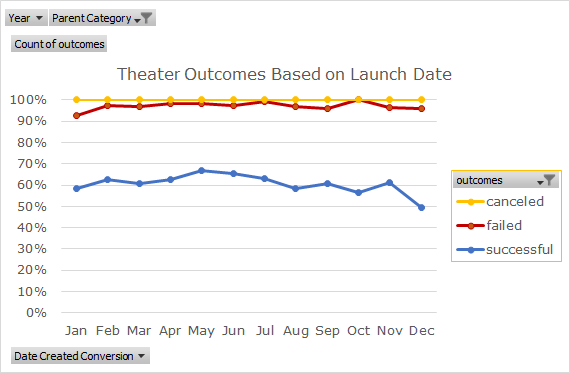 Year Parent Category
Count of outcomes
Theater Outcomes Based on Launch Date
100%
90%
80%
70%
60%
50%
40%
30%
20%
10%
0%
Jan Feb Mar Apr May Jun Jul Aug Sep Oct Nov Dec
outcomes
canceled
failed
successful
Date Created Conversion